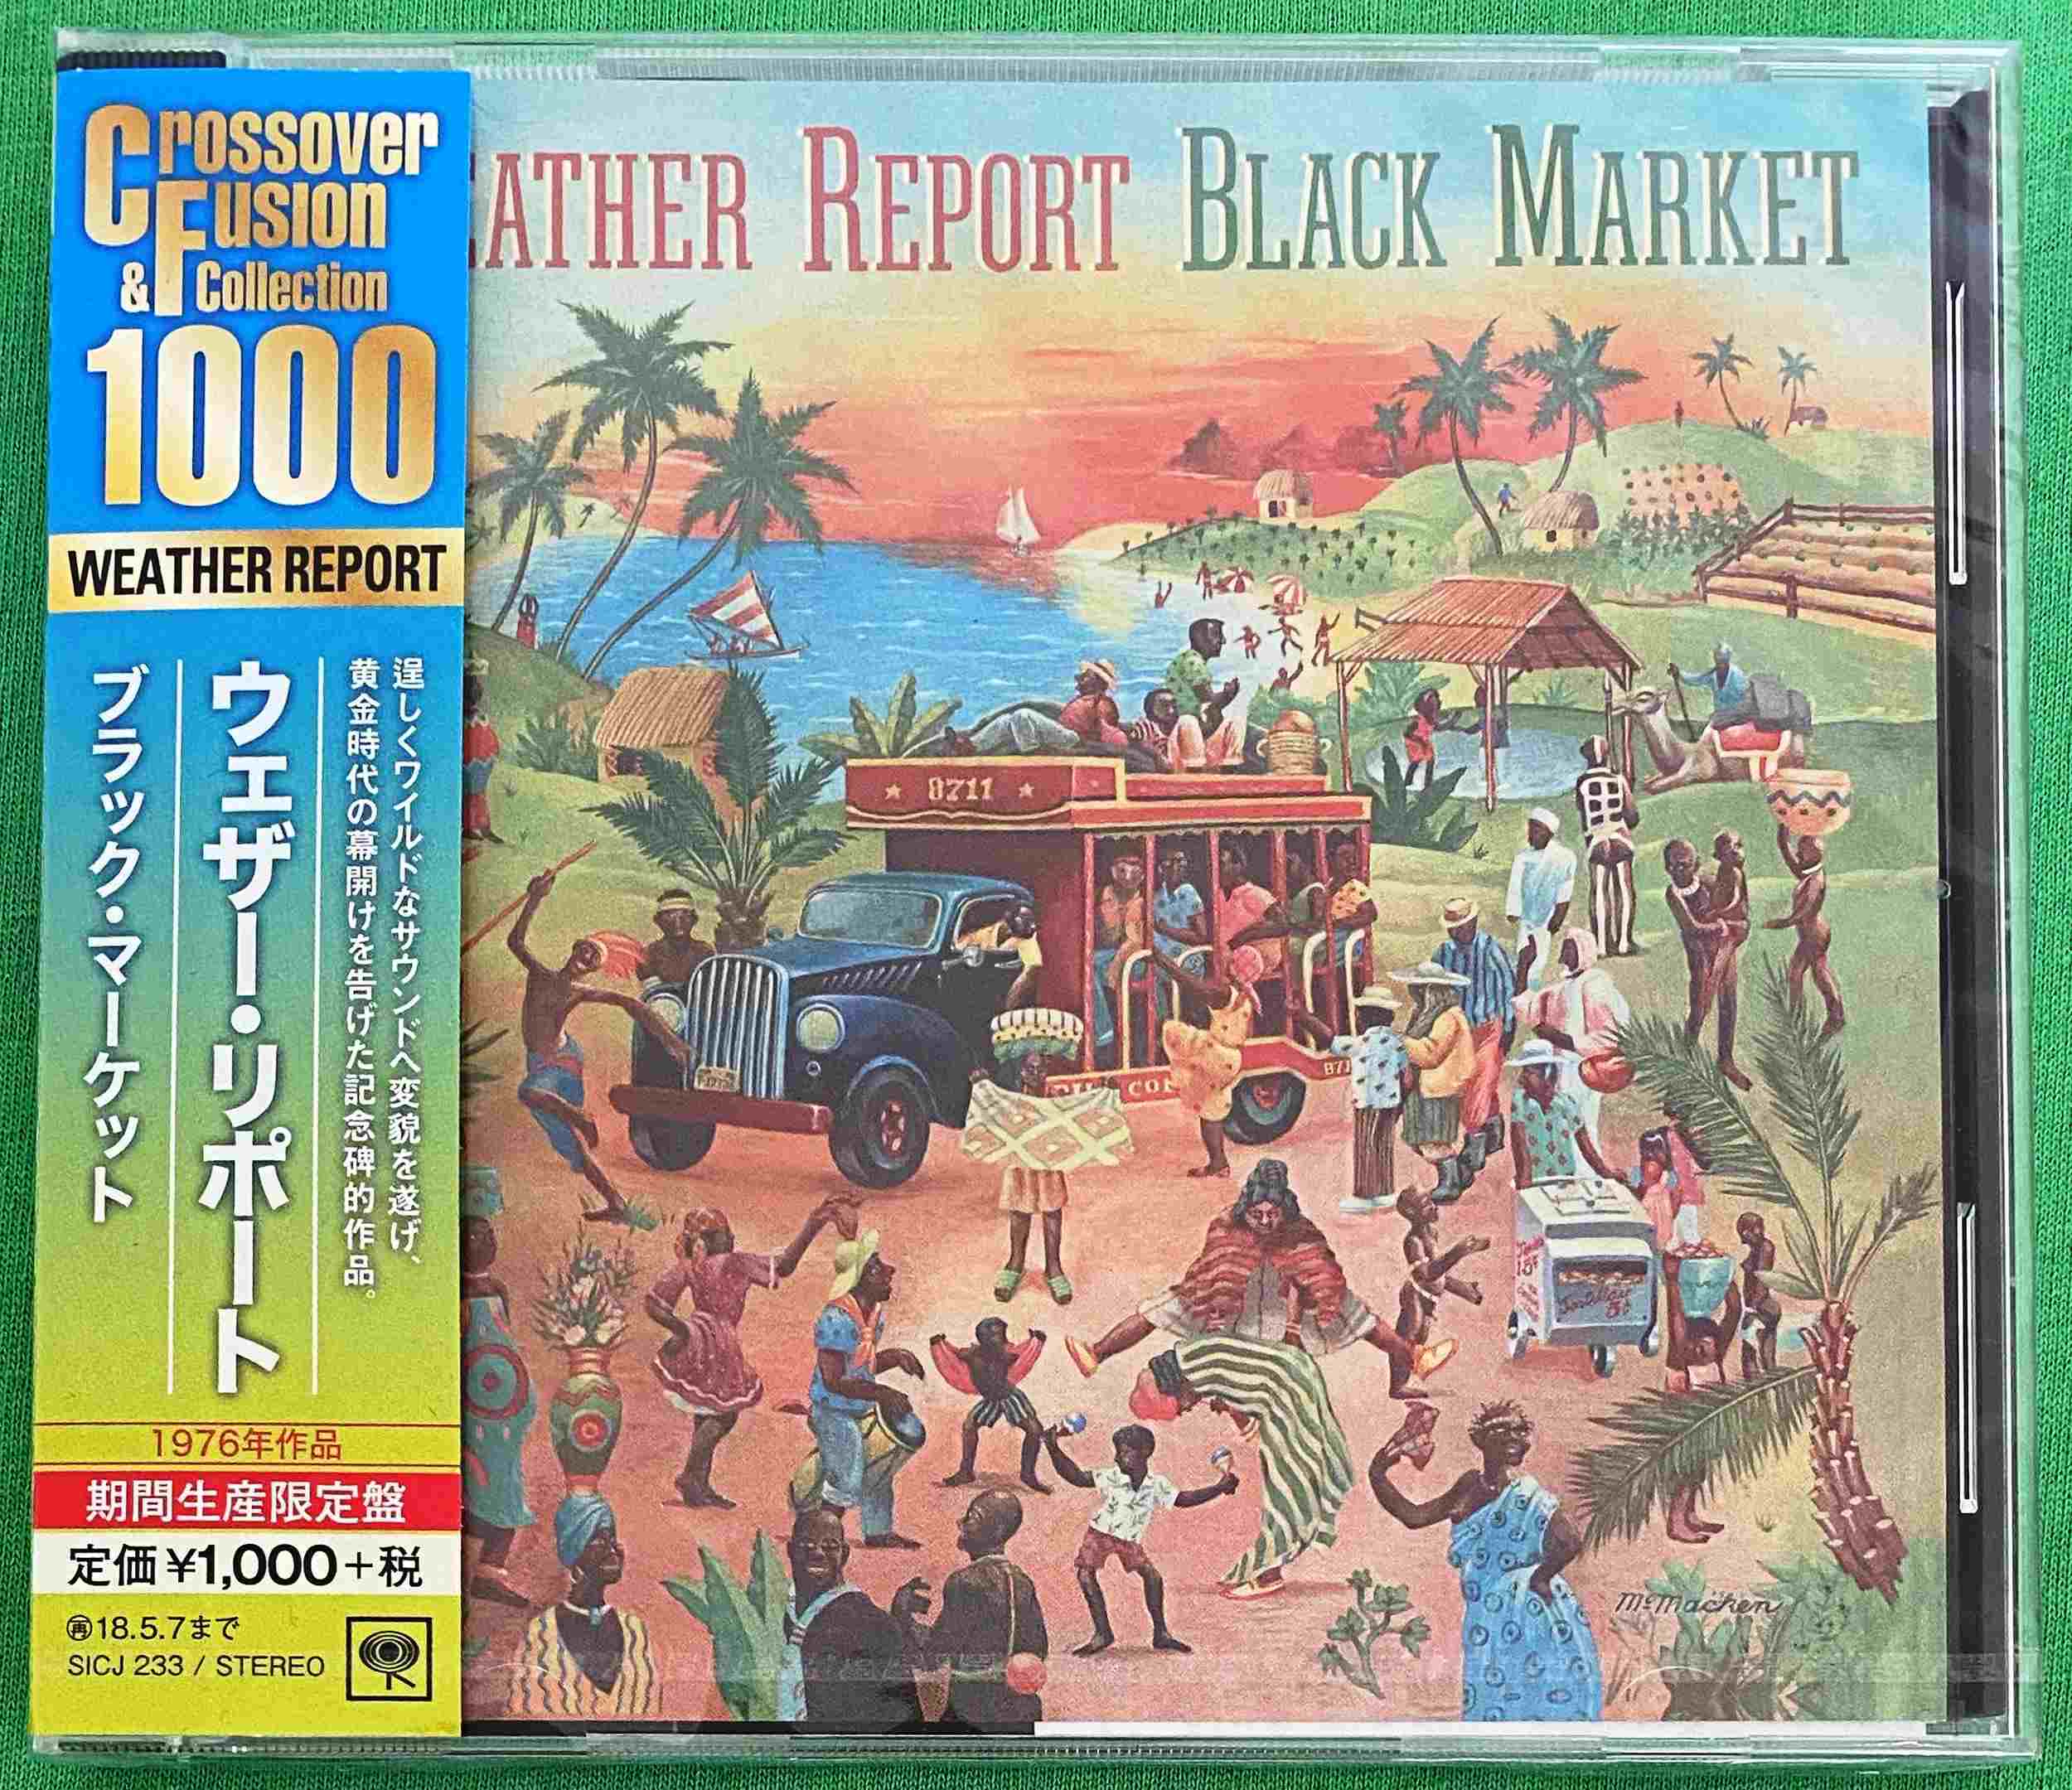 Crossover
& Fusion
Collection
1000
WEATHER REPORT
逞しくワイルドなサウンドへ変貌を遂げ、
黄金時代の幕開けを告げた記念碑的作品。
ウェザー・リポート
ブラック・マーケット
1976年作品
期間生産限定盤
定価¥1,000+税
㋐18.5.7まで
SICJ 233 / STEREO
EATHER REPORT BLACK MARKET
★ 8711 ★
McMacken